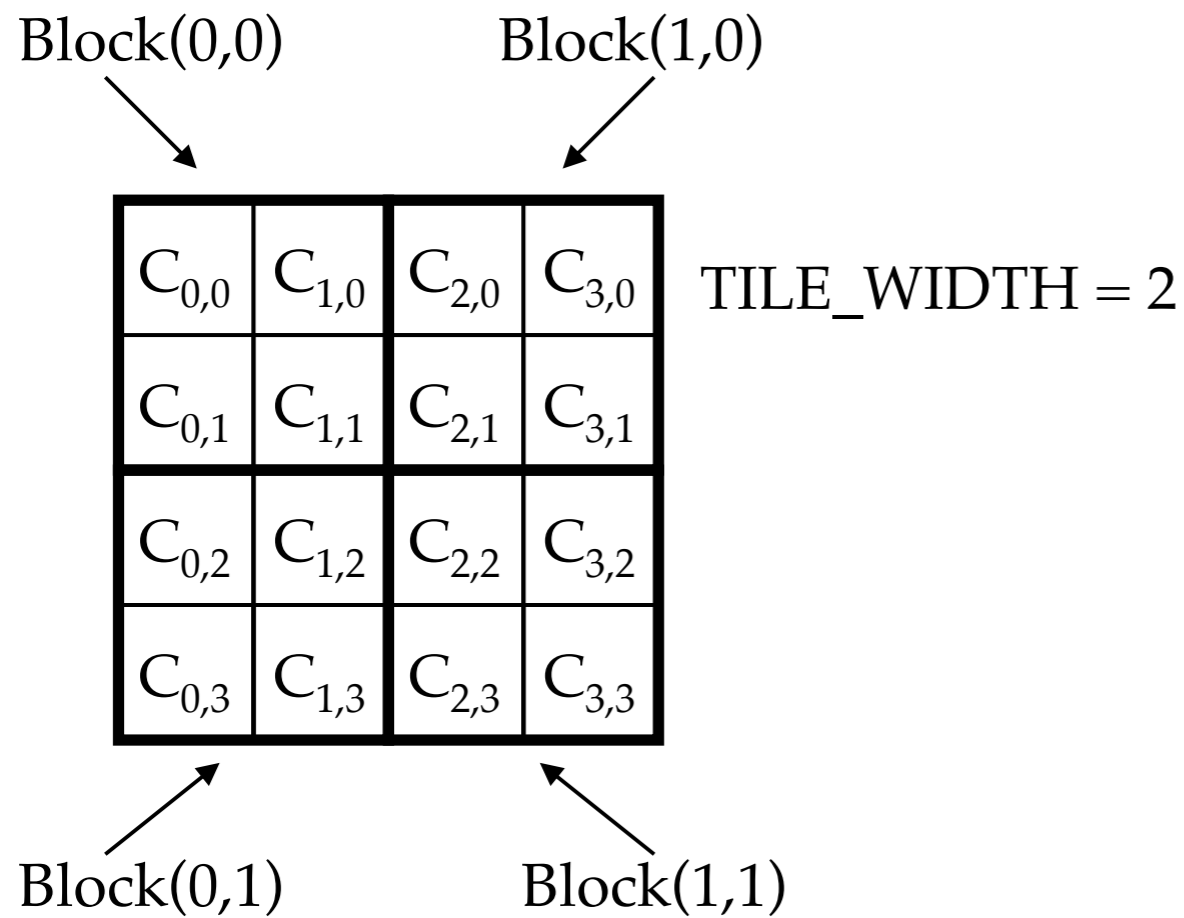 Block(0,0) Block(1,0)
C0,0 C1,0 C2,0 C3,0 TILE_WIDTH = 2
C0,1 C1,1 C2,1 C3,1
C0,2 C1,2 C2,2 C3,2
C0,3 C1,3 C2,3 C3,3
Block(0,1) Block(1,1)